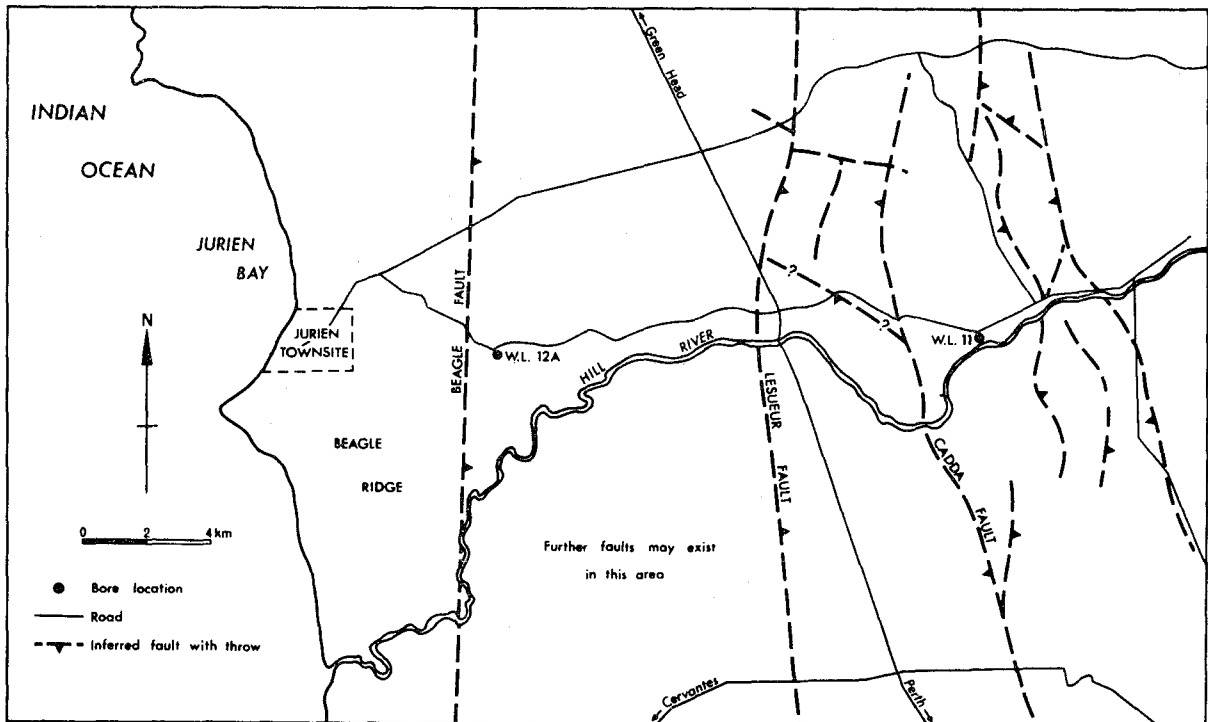 Green Head
INDIAN
OCEAN
JURIEN
BAY
N
JURIEN
TOWNSITE
BEAGLE FAULT
W.L. 12A
HILL RIVER
W.L. 11
LESUEUR FAULT
CADDA FAULT
?
?
BEAGLE
RIDGE
0 2 4 km
Further faults may exist
in this area
Bore location
Road
Inferred fault with throw
Cervantes
Perth